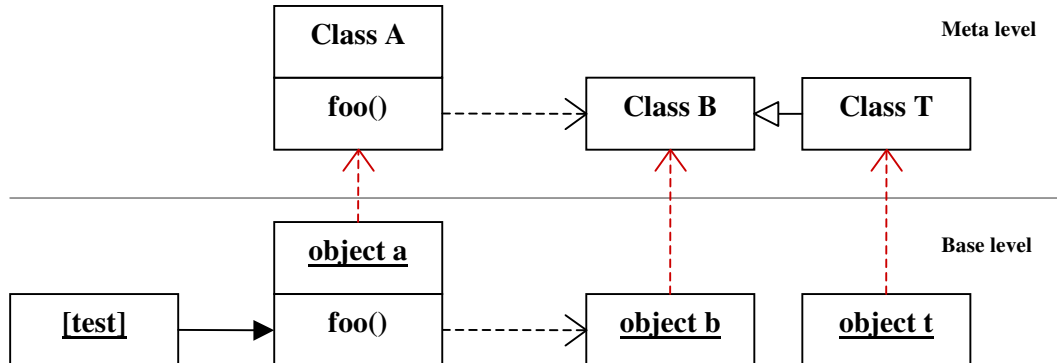 Class A
Meta level
foo()
Class B
Class T
object a
Base level
[test]
foo()
object b
object t